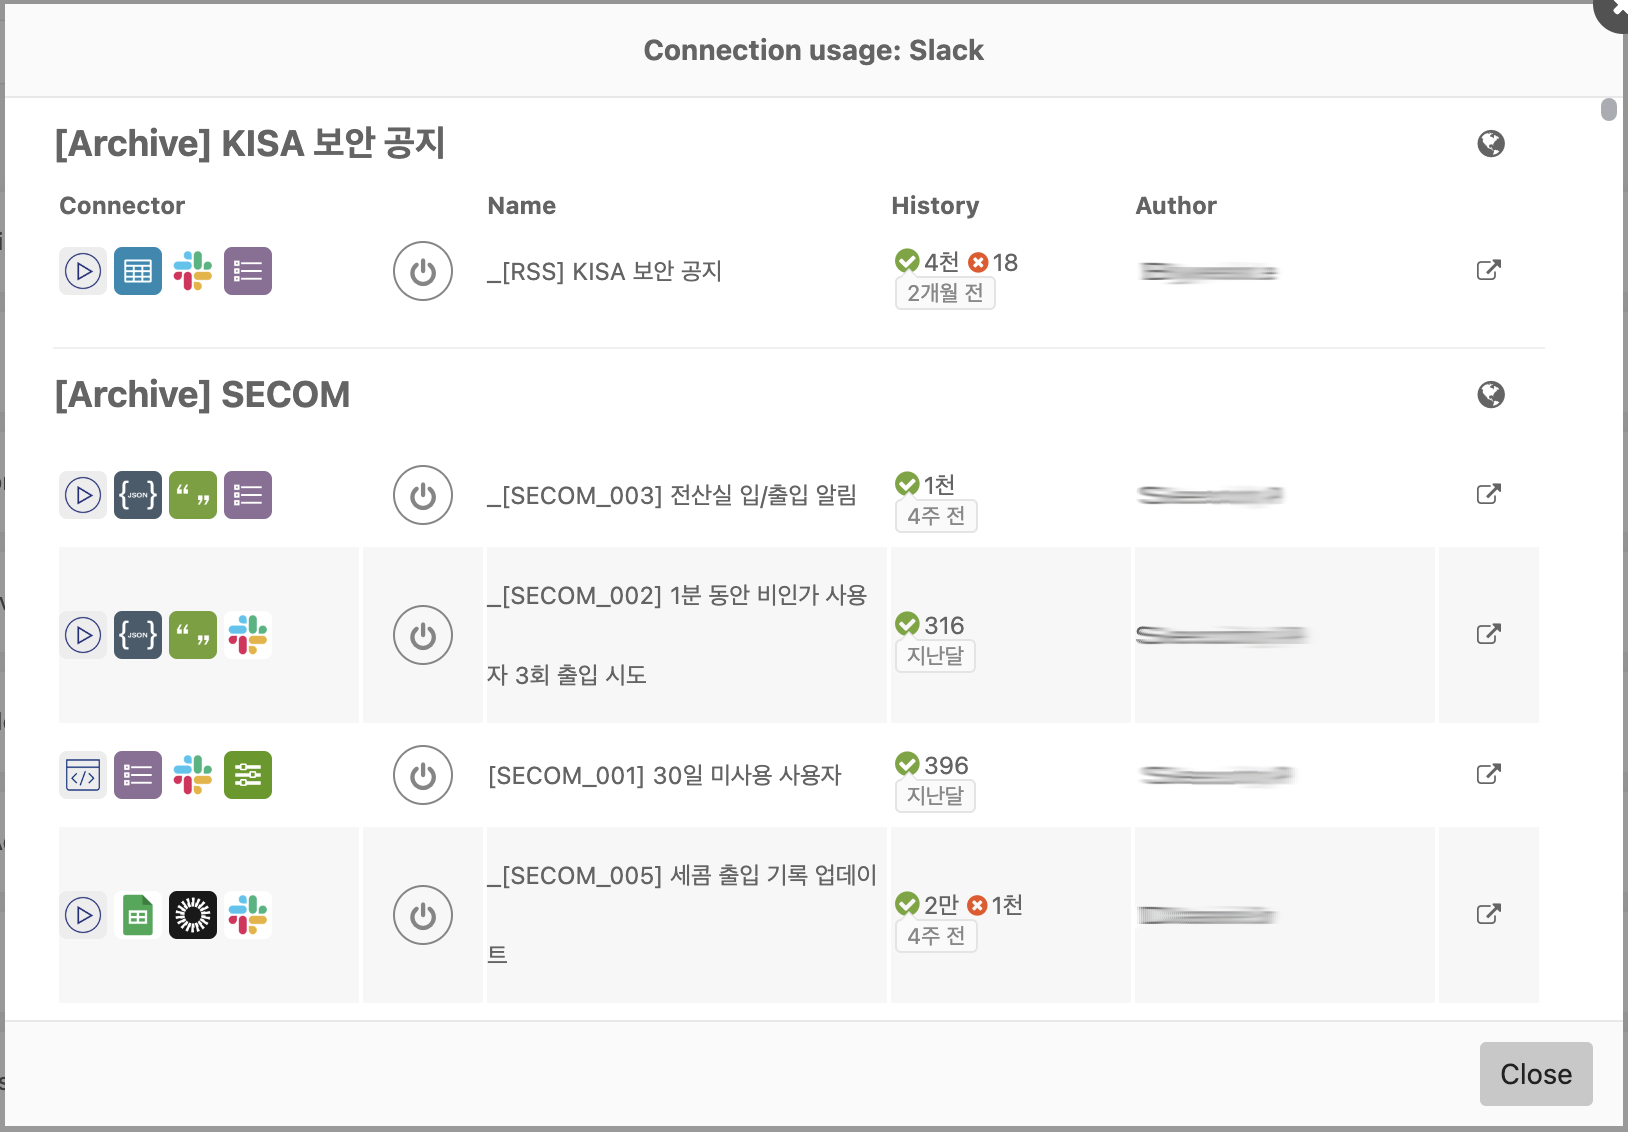 Connection usage: Slack
[Archive] KISA 보안 공지
Connector Name History Author
_[RSS] KISA 보안 공지 4천 18
2개월 전
[Archive] SECOM
JSON “ ” _[SECOM_003] 전산실 입/출입 알림 1천
4주 전
_[SECOM_002] 1분 동안 비인가 사용
JSON “ ” 316
지난달
자 3회 출입 시도
</> [SECOM_001] 30일 미사용 사용자 396
지난달
_[SECOM_005] 세콤 출입 기록 업데이
2만 1천
4주 전
트
Close